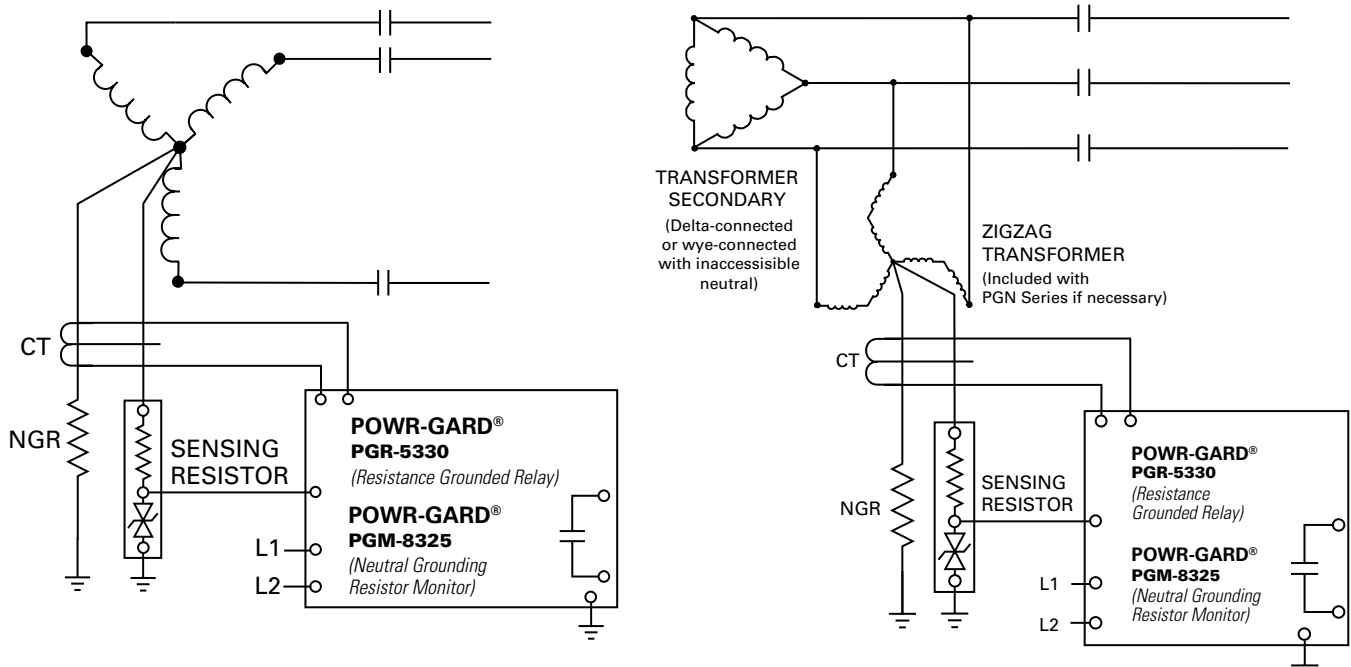 CT
NGR
SENSING
RESISTOR
L1
L2
POWR-GARD®
PGR-5330
(Resistance Grounded Relay)
POWR-GARD®
PGM-8325
(Neutral Grounding
Resistor Monitor)
TRANSFORMER
SECONDARY
(Delta-connected
or wye-connected
with inaccessisible
neutral)
ZIGZAG
TRANSFORMER
(Included with
PGN Series if necessary)
CT
NGR
SENSING
RESISTOR
L1
L2
POWR-GARD®
PGR-5330
(Resistance
Grounded Relay)
POWR-GARD®
PGM-8325
(Neutral Grounding
Resistor Monitor)